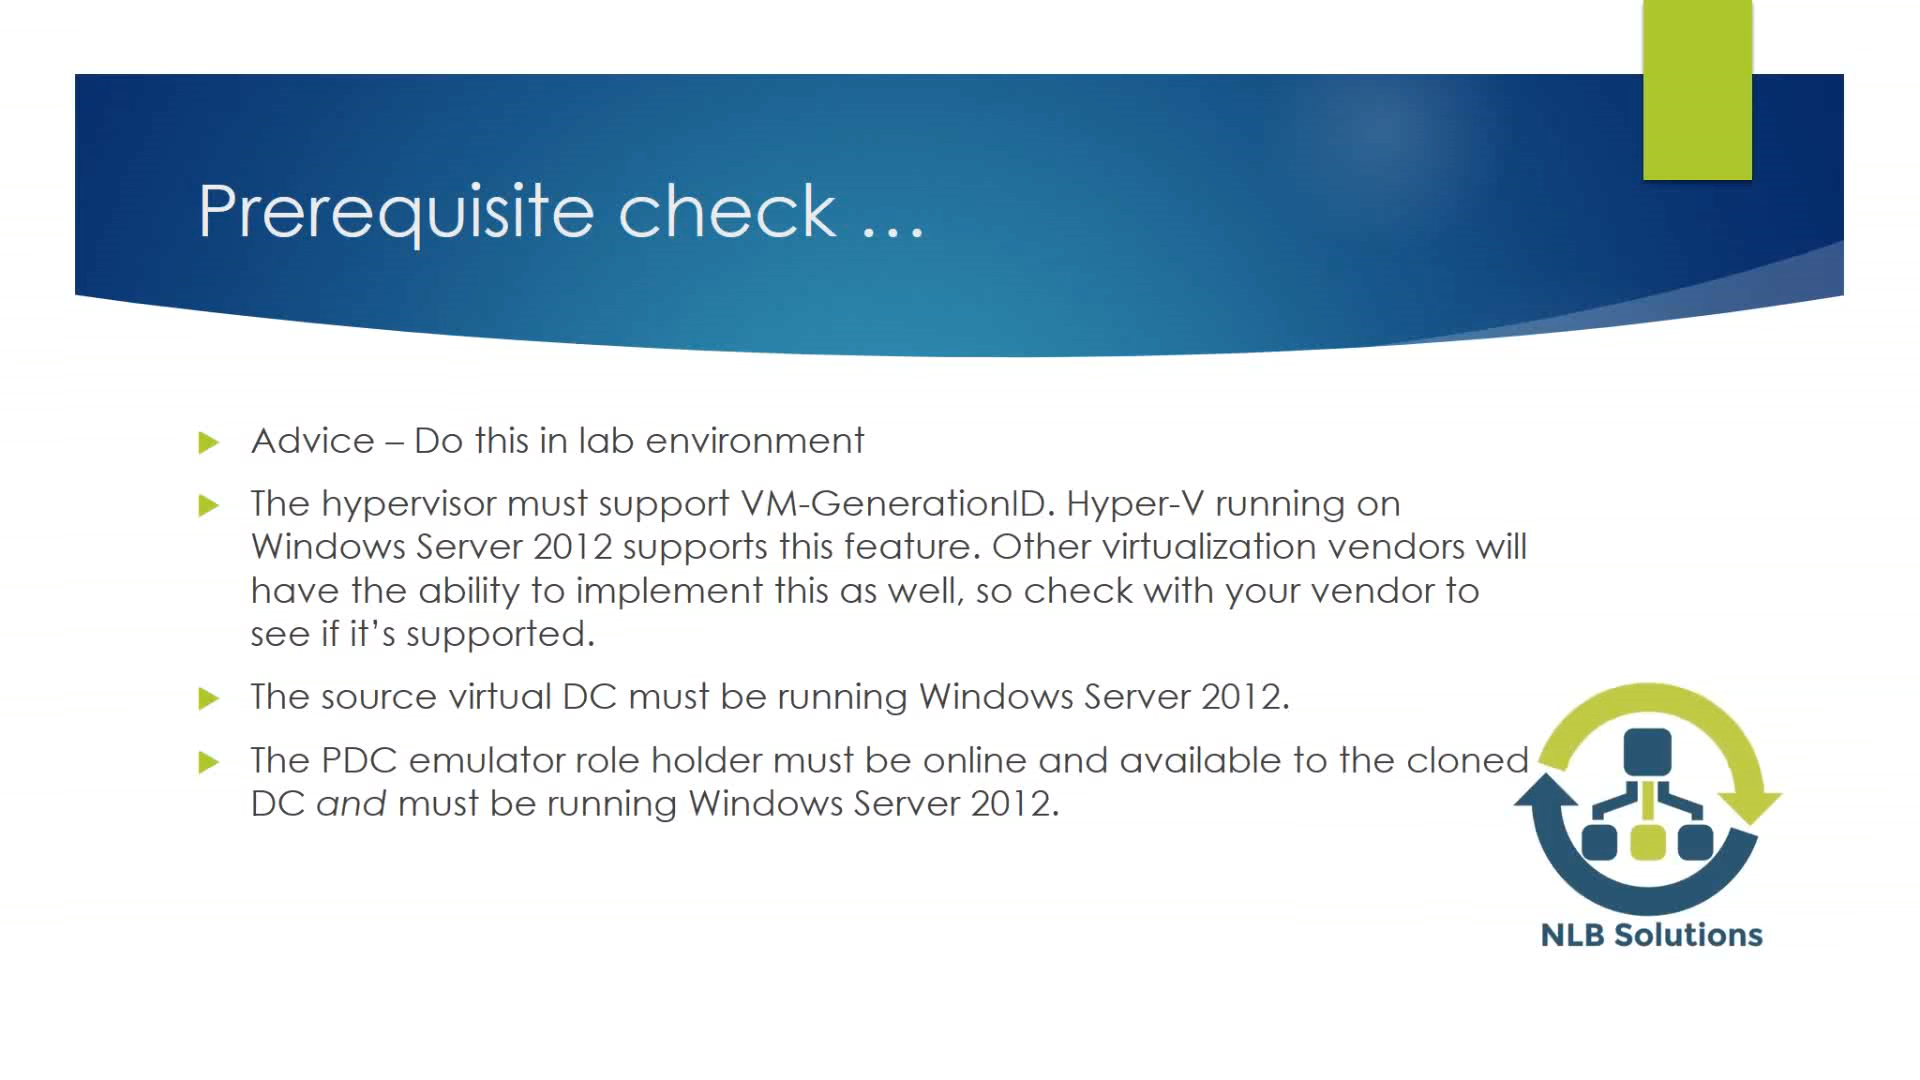 Prerequisite check …
Advice – Do this in lab environment
The hypervisor must support VM-GenerationID. Hyper-V running on
Windows Server 2012 supports this feature. Other virtualization vendors will
have the ability to implement this as well, so check with your vendor to
see if it’s supported.
The source virtual DC must be running Windows Server 2012.
The PDC emulator role holder must be online and available to the cloned
DC and must be running Windows Server 2012.
NLB Solutions